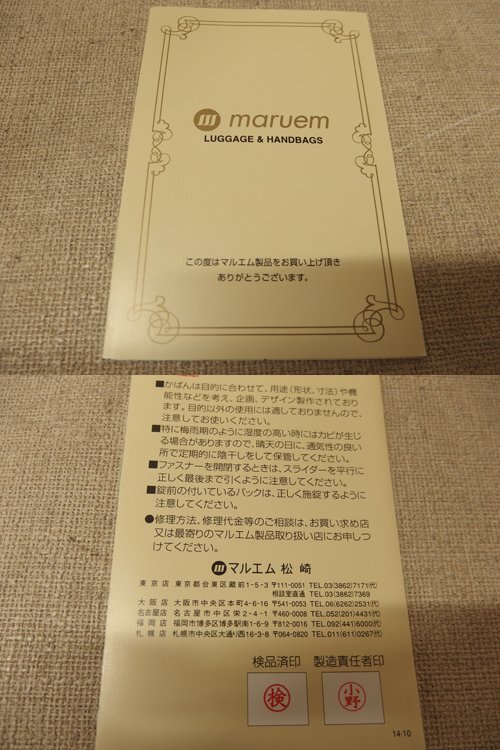 maruem
LUGGAGE & HANDBAGS
この度はマルエム製品をお買い上げ頂き
ありがとうございます。
■かばんは目的に合わせて、用途（形状、寸法）や機
能性などを考え、企画、デザイン製作されており
ます。目的以外の使用には適しておりませんので、
注意してお使いください。
■特に梅雨期のように湿度の高い時にはカビが生じ
る場合がありますので、晴天の日に、通気性の良い
所で定期的に陰干しをして保管してください。
■ファスナーを開閉するときは、スライダーを平行に
正しく最後まで引くように注意してください。
■錠前の付いているバックは、正しく施錠するように
注意してください。
●修理方法、修理代金等のご相談は、お買い求め店
又は最寄りのマルエム製品取り扱い店にお申しつ
けてください。
マルエム 松崎
東京店 東京都台東区蔵前1-5-3 〒111-0051 TEL.03(3862)7171(代)
相談室直通 TEL.03(3862)7369
大阪店 大阪市中央区本町4-6-16 〒541-0053 TEL.06(6262)2531(代)
名古屋店 名古屋市中区栄2-4-1 〒460-0008 TEL.052(201)4431(代)
福岡店 福岡市博多区博多駅南1-6-9 〒812-0016 TEL.092(441)6000(代)
札幌店 札幌市中央区大通り西16-3-8 〒064-0820 TEL.011(611)0267(代)
検品済印 製造責任者印
検 小野
14-10